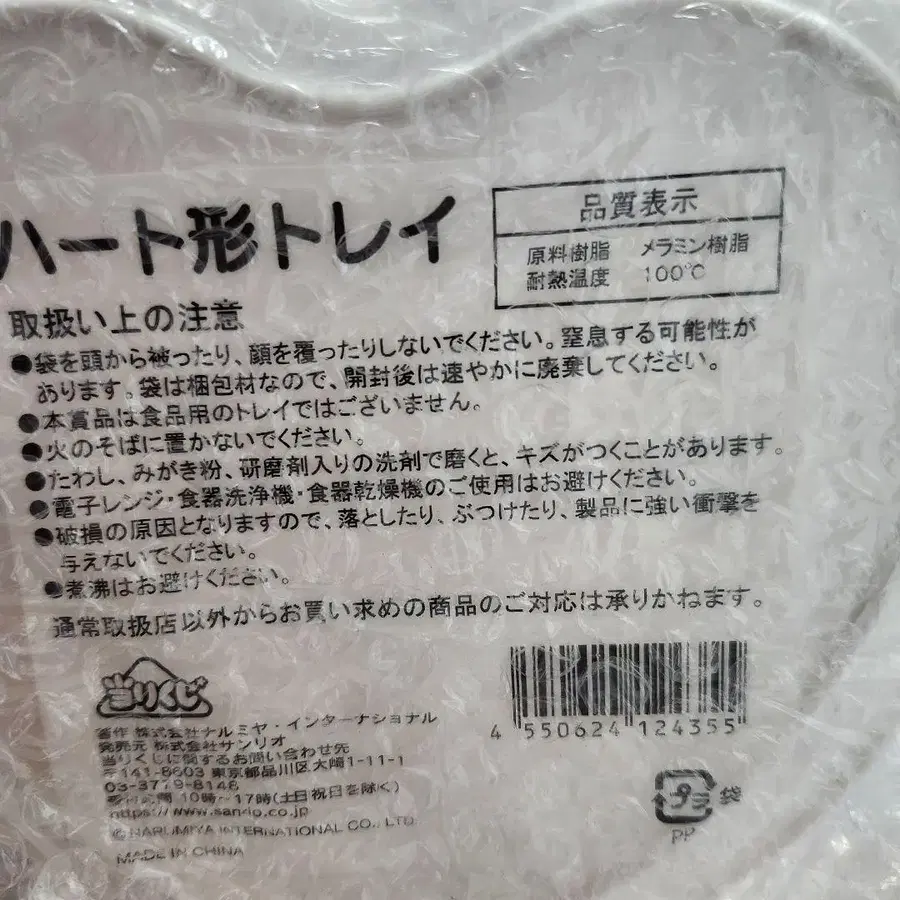 ハート形トレイ
品質表示
原料樹脂 メラミン樹脂
耐熱温度 100℃
取扱い上の注意
●袋を頭から被ったり、顔を覆ったりしないでください。窒息する可能性が
あります。袋は梱包材なので、開封後は速やかに廃棄してください。
●本賞品は食品用のトレイではございません。
●火のそばに置かないでください。
●たわし、みがき粉、研磨剤入りの洗剤で磨くと、キズがつくことがあります。
●電子レンジ・食器洗浄機・食器乾燥機のご使用はお避けください。
●破損の原因となりますので、落としたり、ぶつけたり、製品に強い衝撃を
与えないでください。
●煮沸はお避けください。
通常取扱店以外からお買い求めの商品のご対応は承りかねます。
当りくじ
著作 株式会社ナルミヤ・インターナショナル
発売元 株式会社サンリオ
当りくじに関するお問い合わせ先
〒141-8603 東京都品川区大崎1-11-1
03-3779-8148
受付時間 10時~17時(土日祝日を除く)
https://www.sanrio.co.jp
© NARUMIYA INTERNATIONAL CO., LTD.
MADE IN CHINA
4 550624 124355
プラ 袋
PP